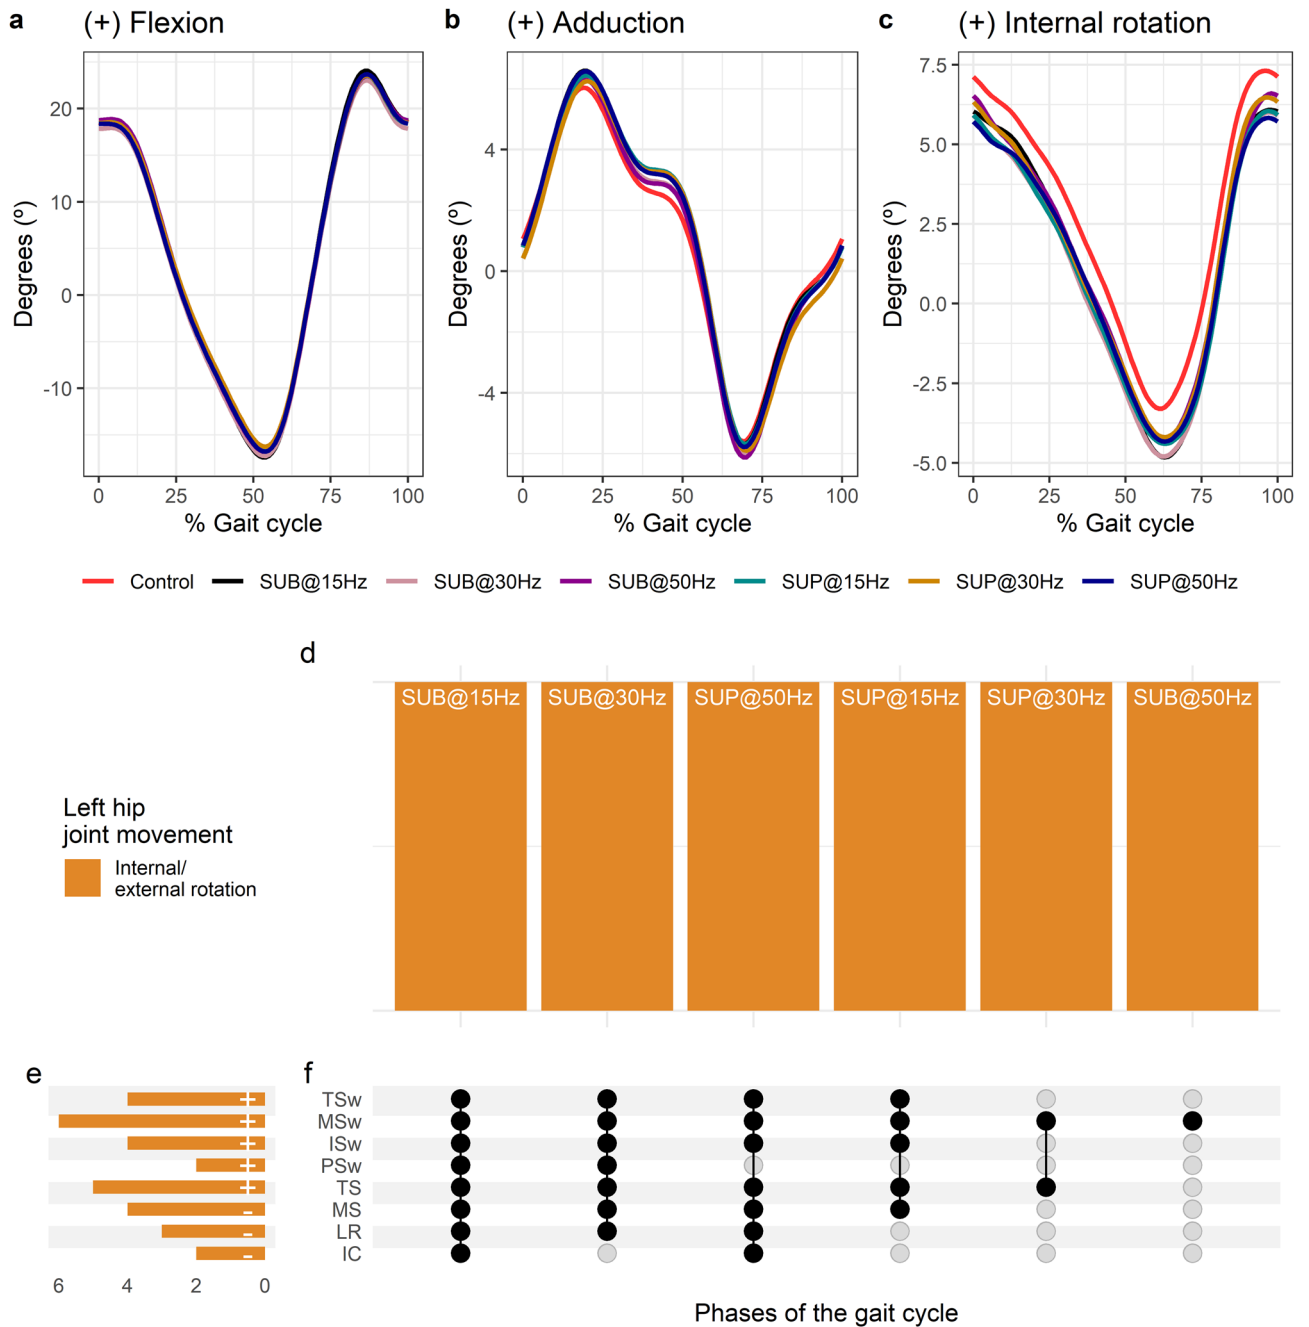 a (+) Flexion
b (+) Adduction
c (+) Internal rotation
Degrees (º)
20
10
0
-10
0 25 50 75 100
% Gait cycle
Degrees (º)
4
0
-4
0 25 50 75 100
% Gait cycle
Degrees (º)
7.5
5.0
2.5
0.0
-2.5
-5.0
0 25 50 75 100
% Gait cycle
Control SUB@15Hz SUB@30Hz SUB@50Hz SUP@15Hz SUP@30Hz SUP@50Hz
d
SUB@15Hz SUB@30Hz SUP@50Hz SUP@15Hz SUP@30Hz SUB@50Hz
Left hip
joint movement
Internal/
external rotation
e
+
+
+
+
+
-
-
-
6 4 2 0
f
TSw
MSw
ISw
PSw
TS
MS
LR
IC
Phases of the gait cycle